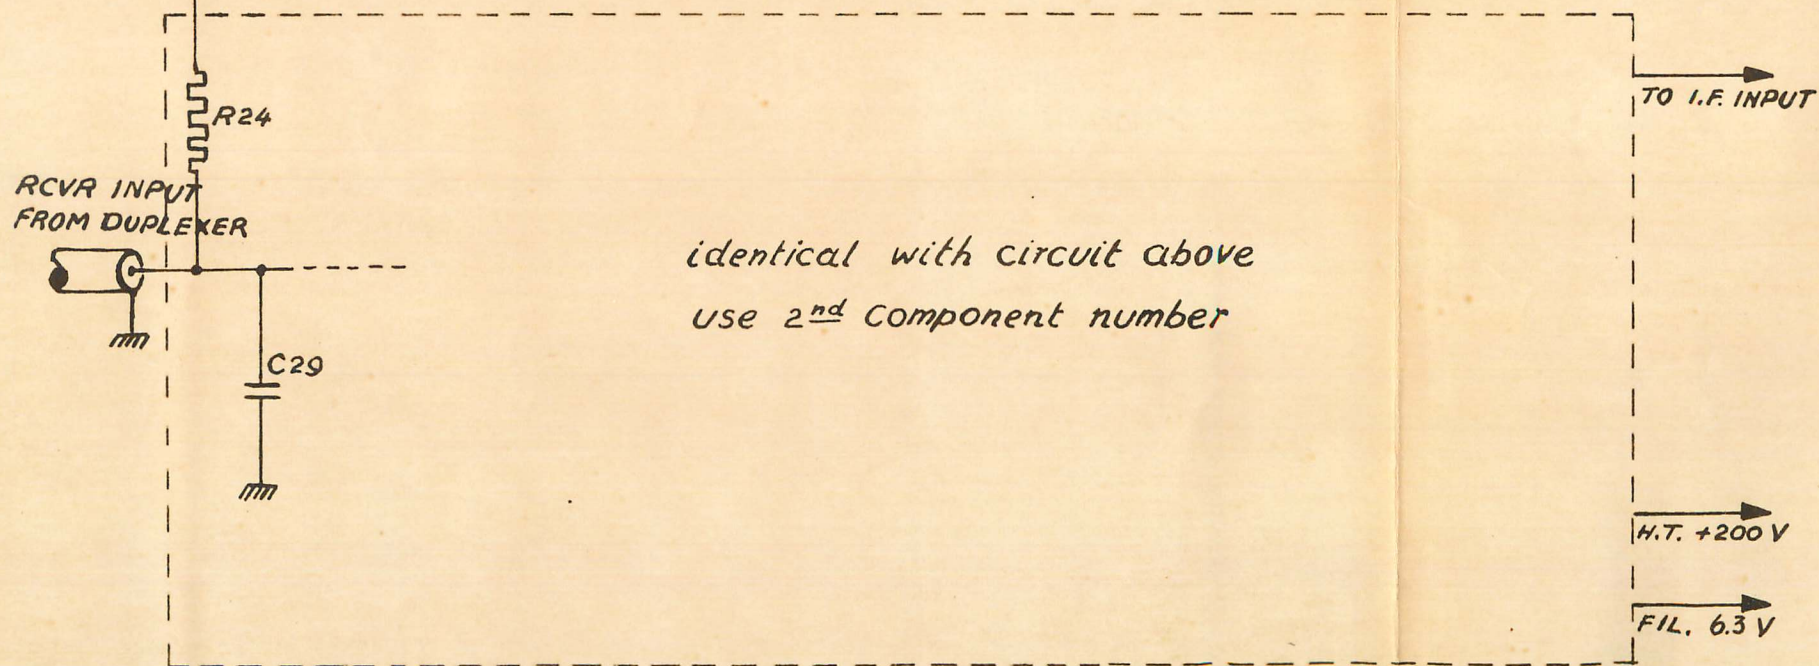 TO I.F. INPUT
R24
RCVR INPUT
FROM DUPLEXER
identical with circuit above
use 2nd Component number
C29
H.T. +200 V
FIL. 6.3 V